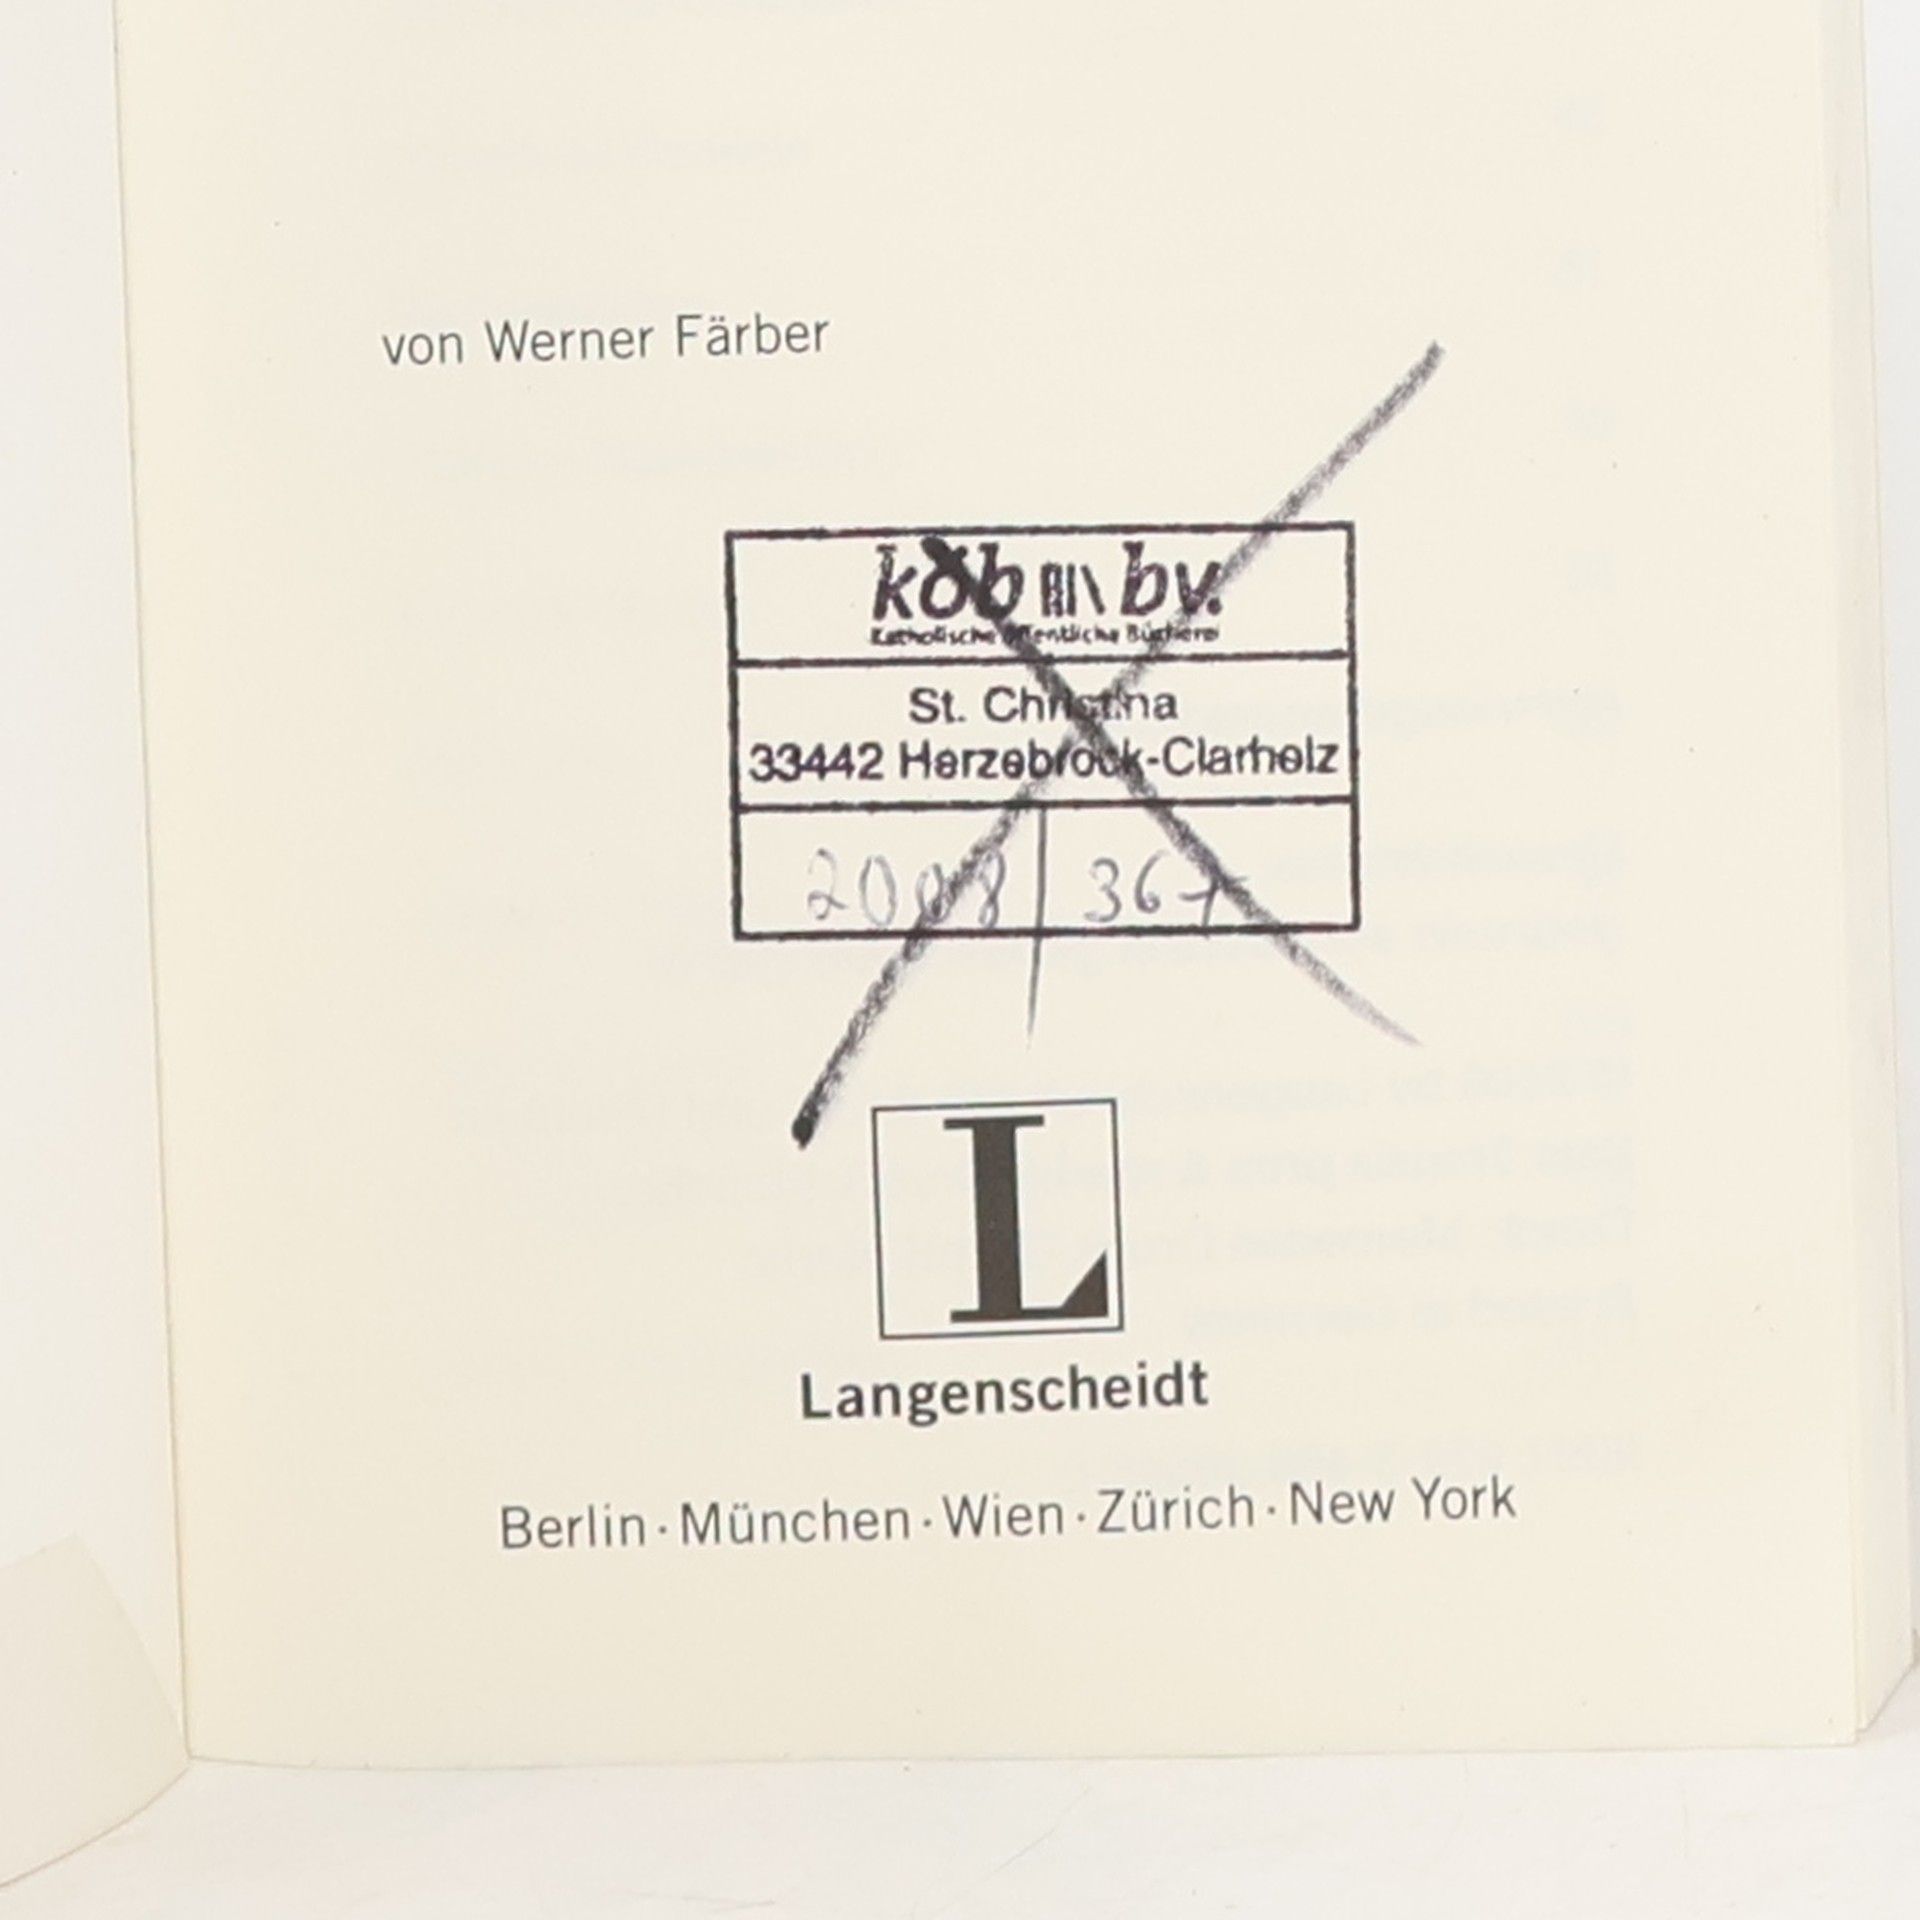 von Werner Färber
köb bv.
Katholische öffentliche Bücherei
St. Christina
33442 Herzebrock-Clarholz
2008 367
L
Langenscheidt
Berlin · München · Wien · Zürich · New York